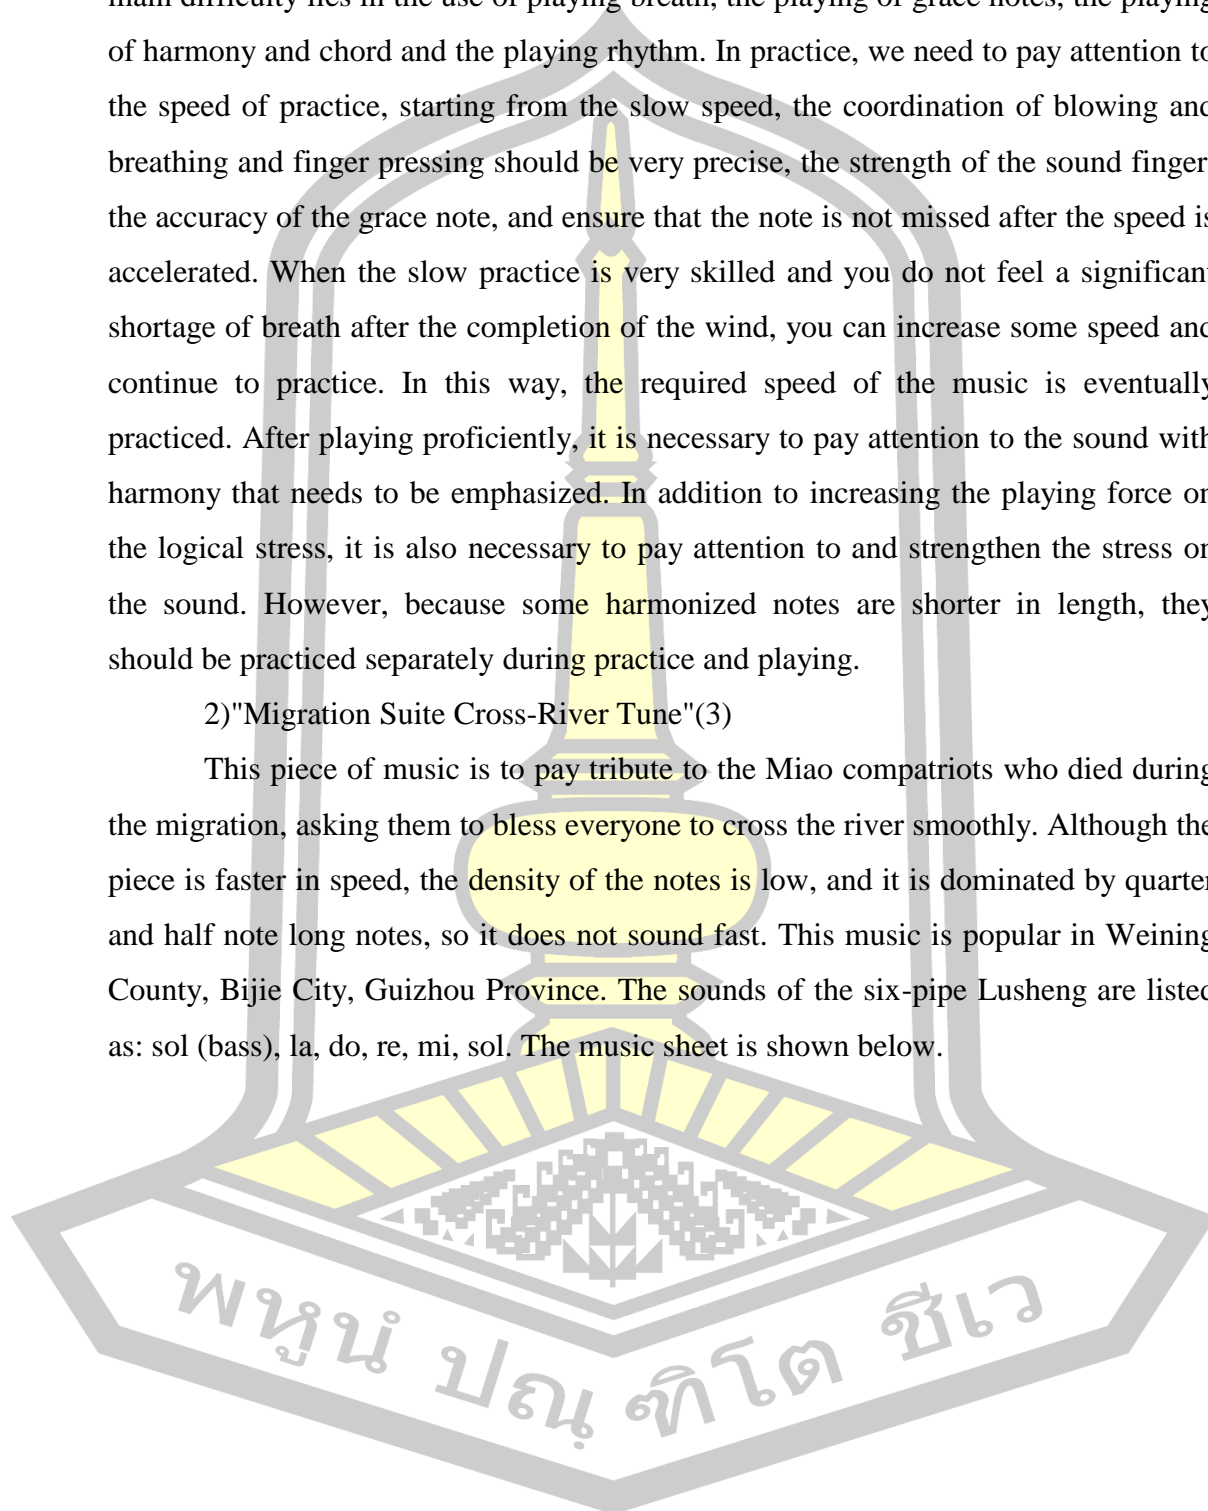 main difficulty lies in the use of playing breath, the playing of grace notes, the playing
of harmony and chord and the playing rhythm. In practice, we need to pay attention to
the speed of practice, starting from the slow speed, the coordination of blowing and
breathing and finger pressing should be very precise, the strength of the sound finger
the accuracy of the grace note, and ensure that the note is not missed after the speed is
accelerated. When the slow practice is very skilled and you do not feel a significant
shortage of breath after the completion of the wind, you can increase some speed and
continue to practice. In this way, the required speed of the music is eventually
practiced. After playing proficiently, it is necessary to pay attention to the sound with
harmony that needs to be emphasized. In addition to increasing the playing force on
the logical stress, it is also necessary to pay attention to and strengthen the stress on
the sound. However, because some harmonized notes are shorter in length, they
should be practiced separately during practice and playing.
2)"Migration Suite Cross-River Tune"(3)
This piece of music is to pay tribute to the Miao compatriots who died during
the migration, asking them to bless everyone to cross the river smoothly. Although the
piece is faster in speed, the density of the notes is low, and it is dominated by quarter
and half note long notes, so it does not sound fast. This music is popular in Weining
County, Bijie City, Guizhou Province. The sounds of the six-pipe Lusheng are listed
as: sol (bass), la, do, re, mi, sol. The music sheet is shown below.
พหูนํ ปณฺฑิโต ชีเว